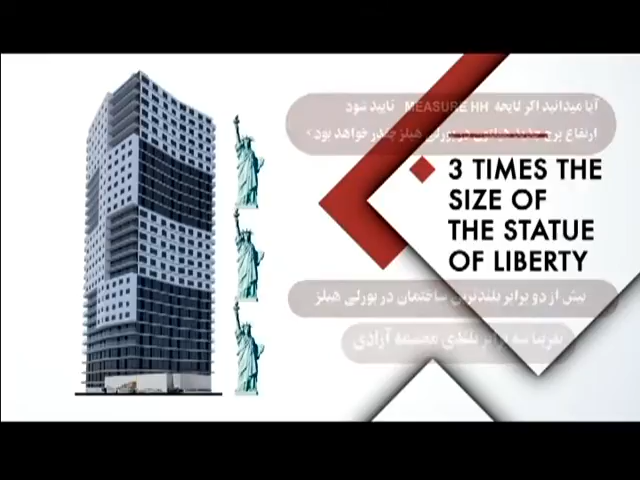 آیا میدانید اگر لایحه MEASURE HH تایید شود
ارتفاع برج جدید هیلتون در بورلی هیلز چقدر خواهد بود؟
3 TIMES THE
SIZE OF
THE STATUE
OF LIBERTY
بیش از دو برابر بلندترین ساختمان در بورلی هیلز
تقریبا سه برابر بلندی مجسمه آزادی